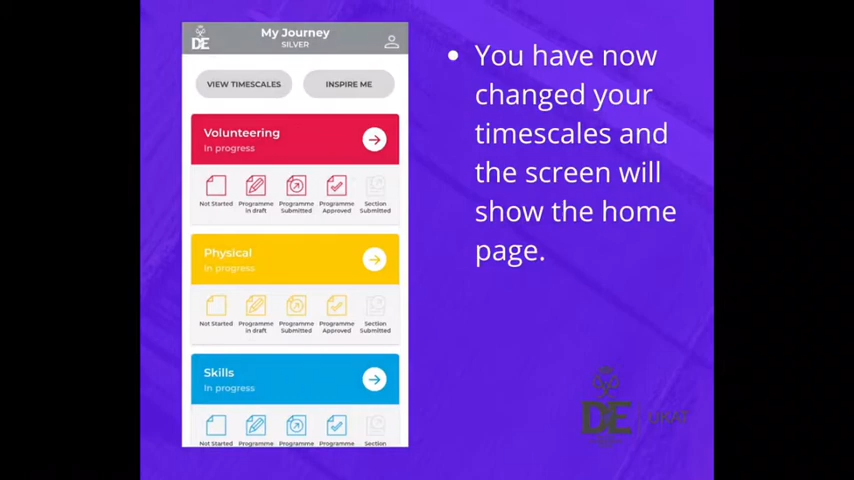 DE
My Journey
SILVER
VIEW TIMESCALES
INSPIRE ME
Volunteering
In progress
Not Started
Programme
in draft
Programme
Submitted
Programme
Approved
Section
Submitted
Physical
In progress
Not Started
Programme
in draft
Programme
Submitted
Programme
Approved
Section
Submitted
Skills
In progress
Not Started
Programme
Programme
Programme
Section
• You have now
changed your
timescales and
the screen will
show the home
page.
DE
UKAT